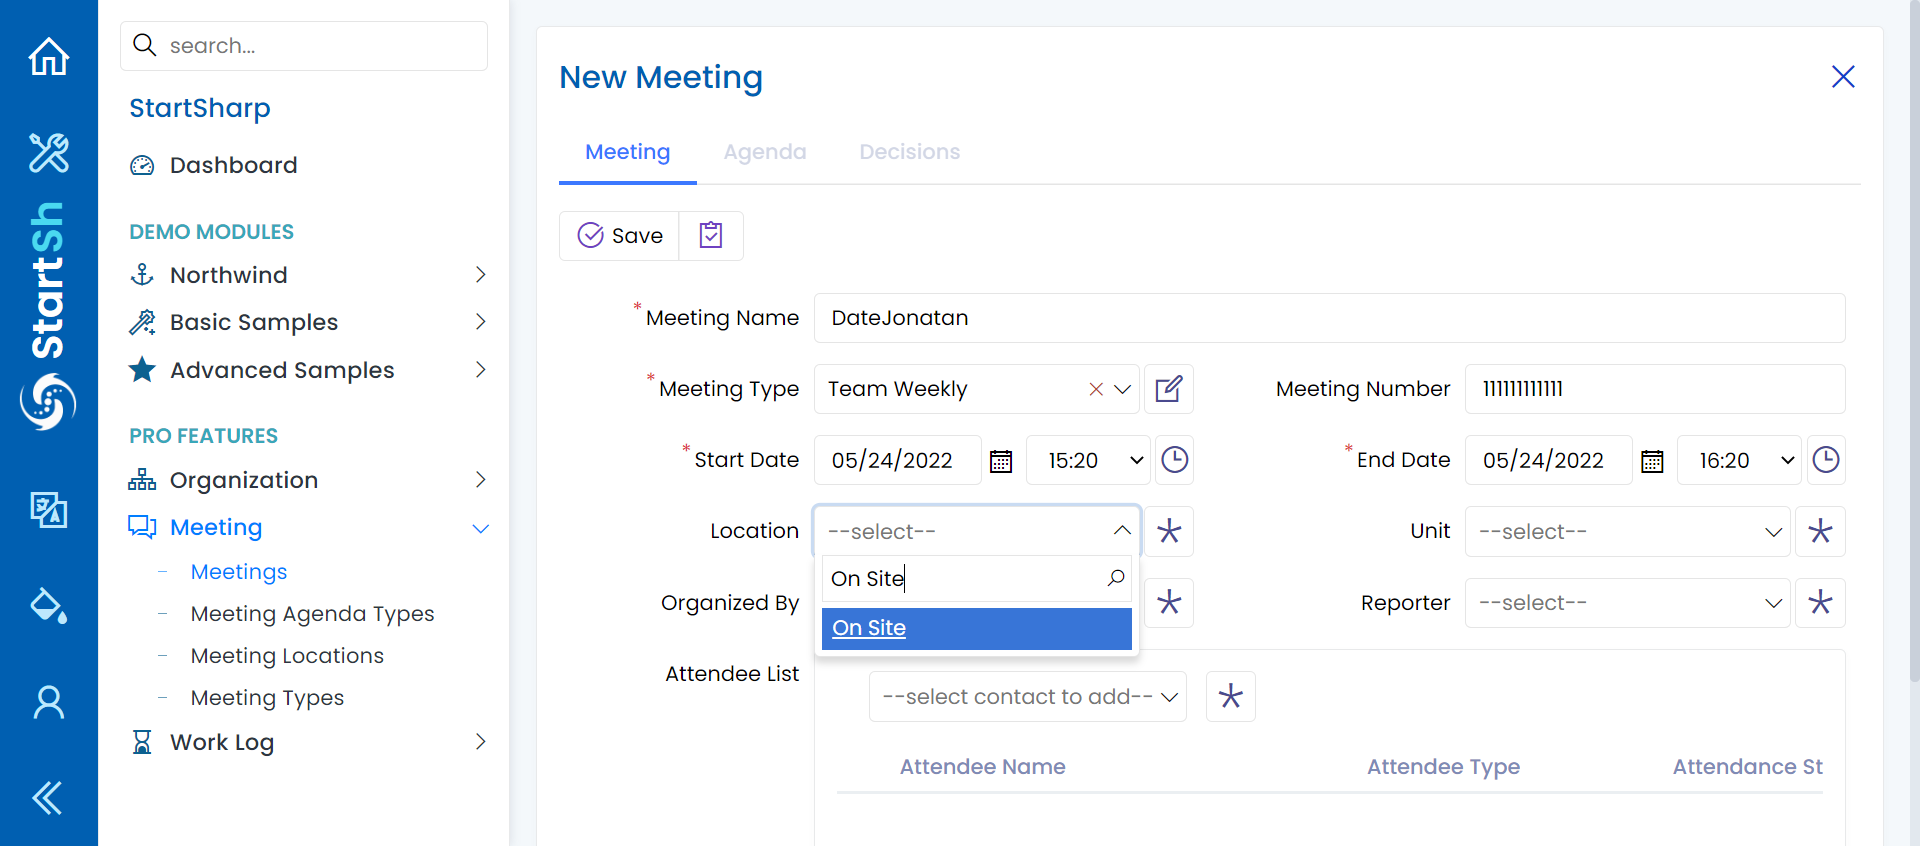 search...
StartSharp
Dashboard
DEMO MODULES
Northwind
Basic Samples
Advanced Samples
PRO FEATURES
Organization
Meeting
Meetings
Meeting Agenda Types
Meeting Locations
Meeting Types
Work Log
StartSh
New Meeting
Meeting Agenda Decisions
Save
* Meeting Name DateJonatan
* Meeting Type Team Weekly Meeting Number 111111111111
* Start Date 05/24/2022 15:20 * End Date 05/24/2022 16:20
Location --select-- Unit --select--
On Site
Organized By Reporter --select--
On Site
Attendee List
--select contact to add--
Attendee Name Attendee Type Attendance St